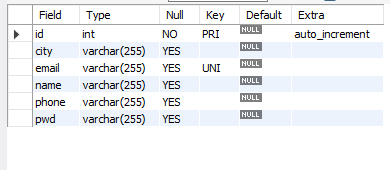 Field Type Null Key Default Extra
id int NO PRI NULL auto_increment
city varchar(255) YES NULL
email varchar(255) YES UNI NULL
name varchar(255) YES NULL
phone varchar(255) YES NULL
pwd varchar(255) YES NULL